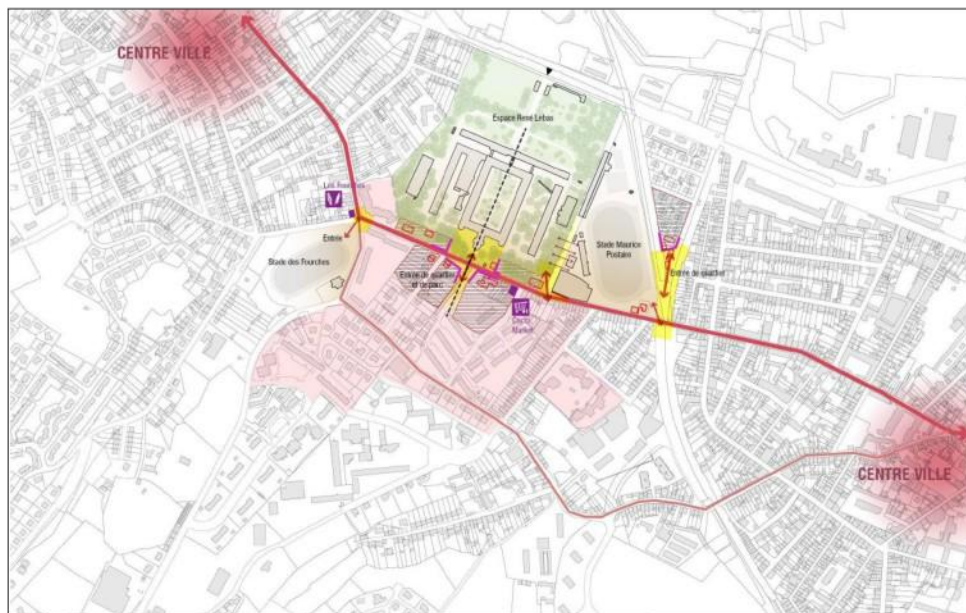 CENTRE VILLE
Espace René Lebas
Les Fourches
Entrée
Stade des Fourches
Stade Maurice
Postaire
Entrée de quartier
Entrée de quartier
et de parc
Market
CENTRE VILLE